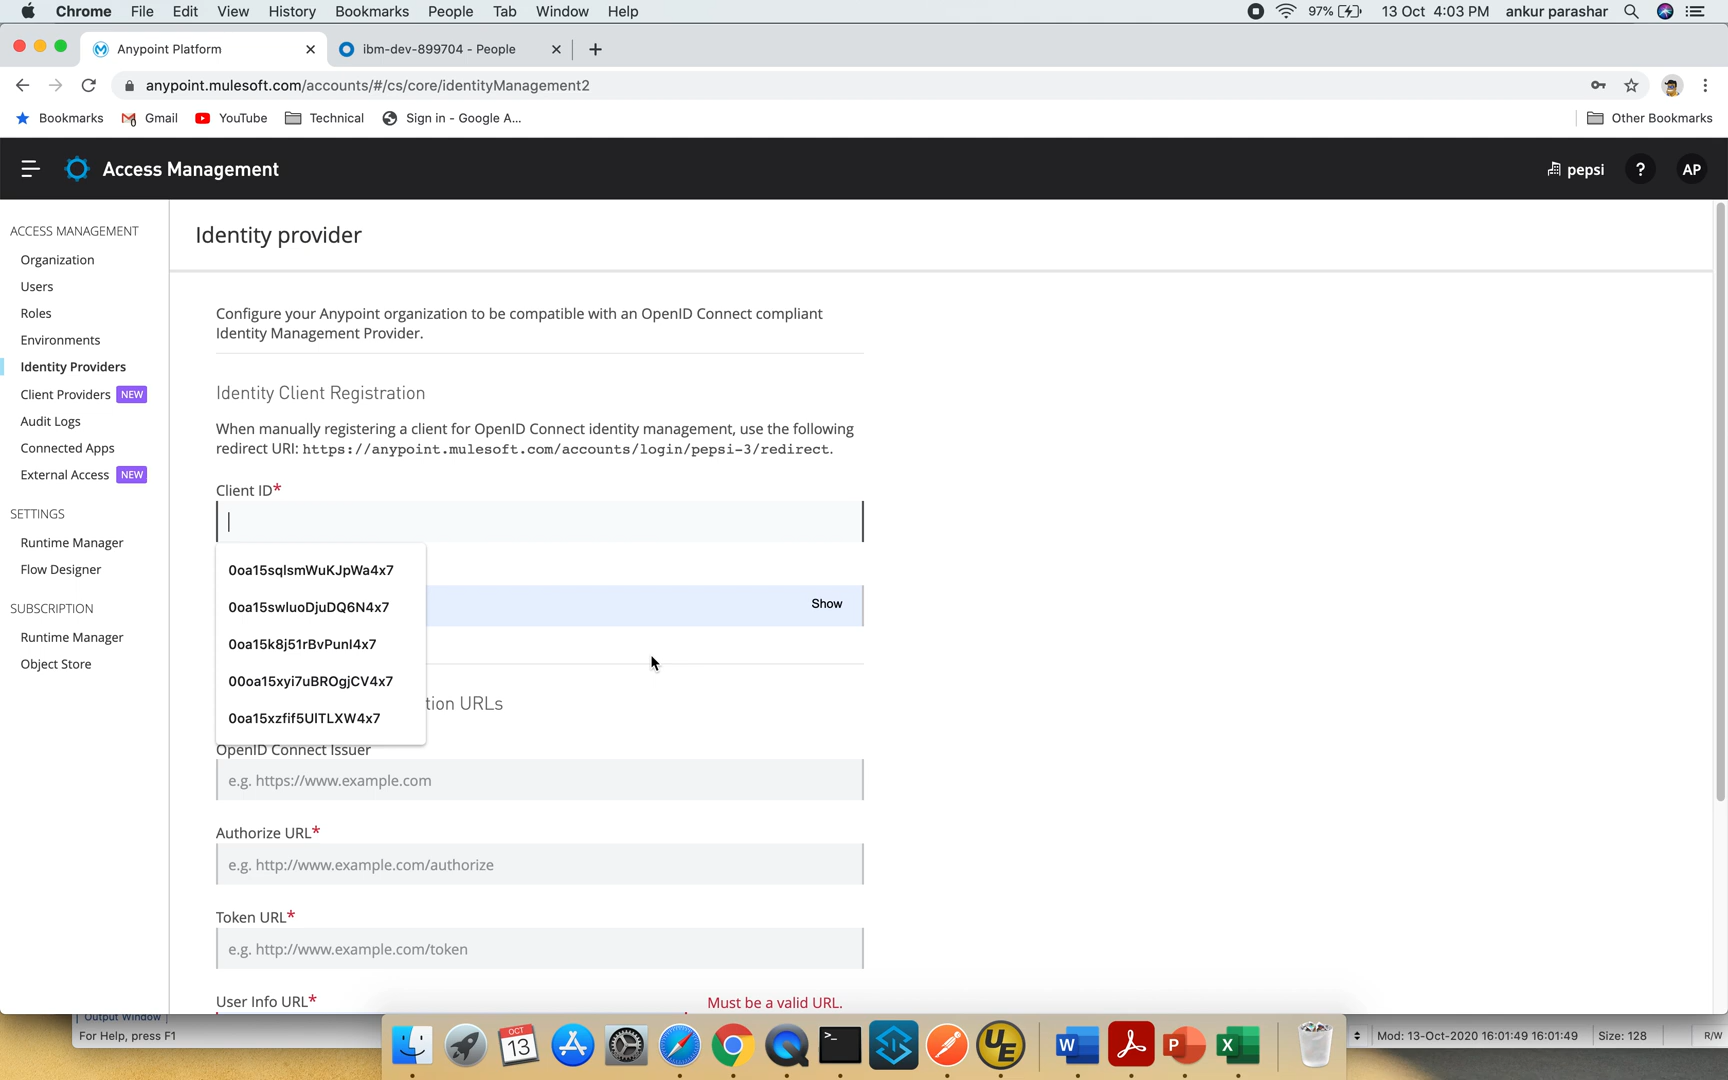 Chrome File Edit View History Bookmarks People Tab Window Help 97% 13 Oct 4:03 PM ankur parashar
Anypoint Platform ibm-dev-899704 - People
anypoint.mulesoft.com/accounts/#/cs/core/identityManagement2
Bookmarks Gmail YouTube Technical Sign in - Google A... Other Bookmarks
Access Management pepsi ? AP
ACCESS MANAGEMENT
Organization
Users
Roles
Environments
Identity Providers
Client Providers NEW
Audit Logs
Connected Apps
External Access NEW
SETTINGS
Runtime Manager
Flow Designer
SUBSCRIPTION
Runtime Manager
Object Store
Identity provider
Configure your Anypoint organization to be compatible with an OpenID Connect compliant
Identity Management Provider.
Identity Client Registration
When manually registering a client for OpenID Connect identity management, use the following
redirect URI: https://anypoint.mulesoft.com/accounts/login/pepsi-3/redirect.
Client ID*
0oa15sqlsmWuKJpWa4x7
0oa15swluoDjuDQ6N4x7
0oa15k8j51rBvPunI4x7
00oa15xyi7uBROgjCV4x7
0oa15xzfif5UITLXW4x7
Show
tion URLs
OpenID Connect Issuer
e.g. https://www.example.com
Authorize URL*
e.g. http://www.example.com/authorize
Token URL*
e.g. http://www.example.com/token
User Info URL* Must be a valid URL.
Output Window
For Help, press F1
OCT
13
UE
W
P
X
Mod: 13-Oct-2020 16:01:49 16:01:49 Size: 128 R/W